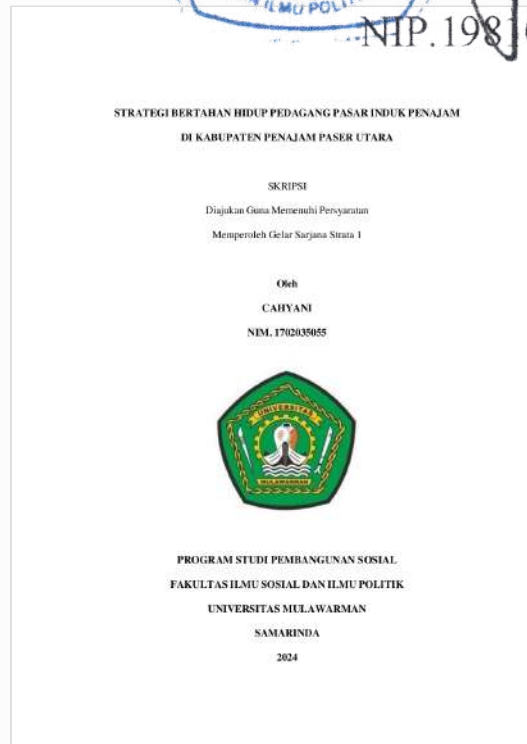 ILMU POLI
NIP. 1981
STRATEGI BERTAHAN HIDUP PEDAGANG PASAR INDUK PENAJAM
DI KABUPATEN PENAJAM PASER UTARA
SKRIPSI
Diajukan Guna Memenuhi Persyaratan
Memperoleh Gelar Sarjana Strata 1
Oleh
CAHYANI
NIM. 1702035055
UNIVERSITAS
MULAWARMAN
PROGRAM STUDI PEMBANGUNAN SOSIAL
FAKULTAS ILMU SOSIAL DAN ILMU POLITIK
UNIVERSITAS MULAWARMAN
SAMARINDA
2024